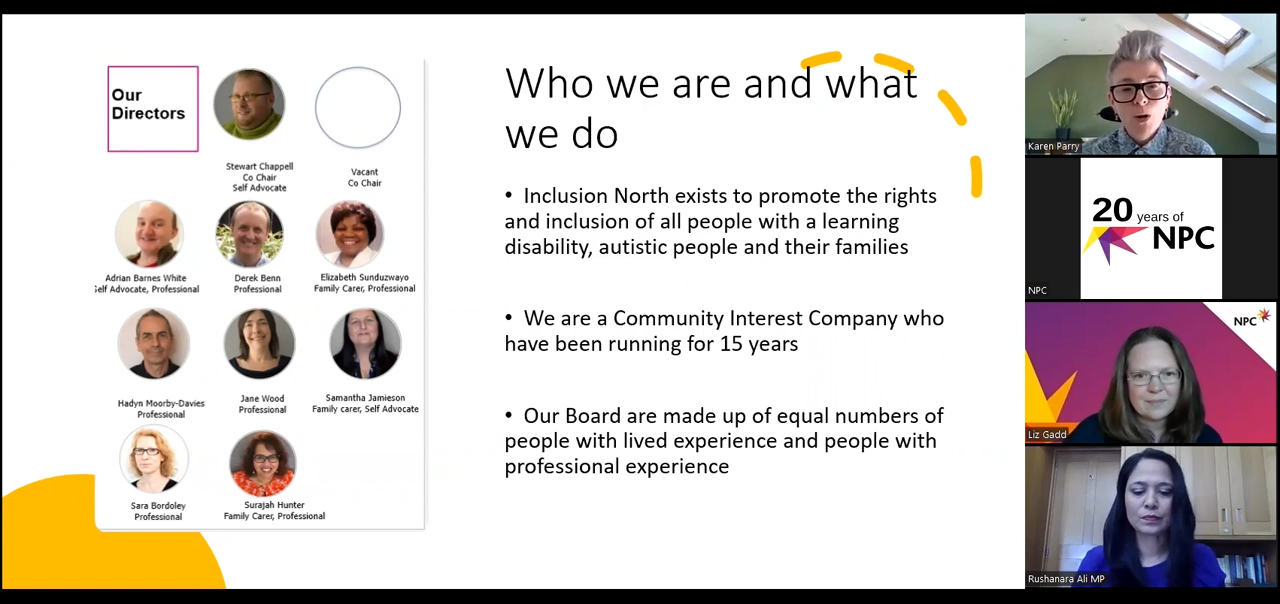 Our
Directors
Stewart Chappell
Co Chair
Self Advocate
Vacant
Co Chair
Adrian Barnes White
Self Advocate, Professional
Derek Benn
Professional
Elizabeth Sunduzwayo
Family Carer, Professional
Hadyn Moorby-Davies
Professional
Jane Wood
Professional
Samantha Jamieson
Family carer, Self Advocate
Sara Bordoley
Professional
Surajah Hunter
Family Carer, Professional
Who we are and what
we do
• Inclusion North exists to promote the rights
and inclusion of all people with a learning
disability, autistic people and their families
• We are a Community Interest Company who
have been running for 15 years
• Our Board are made up of equal numbers of
people with lived experience and people with
professional experience
Karen Parry
20 years of
NPC
NPC
NPC
Liz Gadd
Rushanara Ali MP